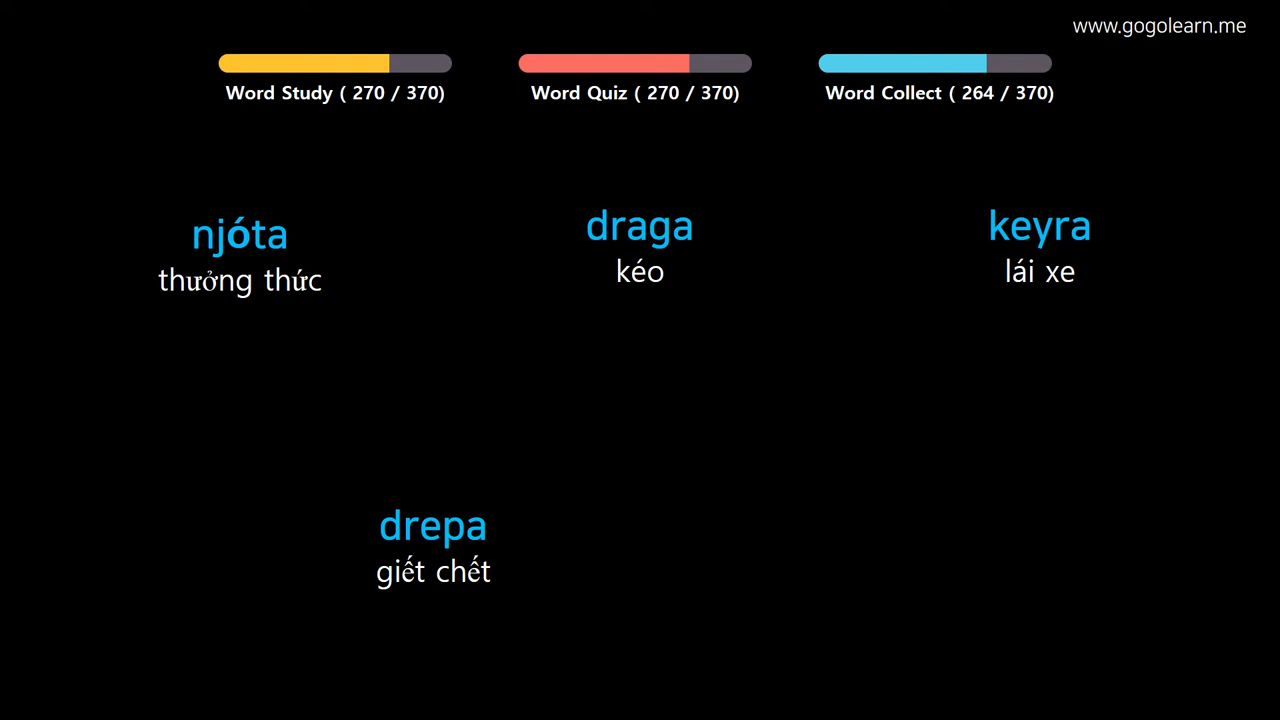 www.gogolearn.me
Word Study ( 270 / 370)
Word Quiz ( 270 / 370)
Word Collect ( 264 / 370)
njóta
thưởng thức
draga
kéo
keyra
lái xe
drepa
giết chết